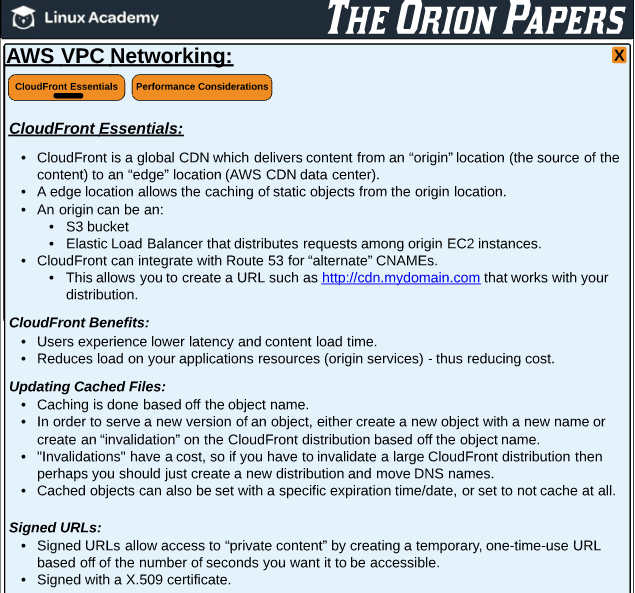 Linux Academy
THE ORION PAPERS
AWS VPC Networking:
X
CloudFront Essentials
Performance Considerations
CloudFront Essentials:
• CloudFront is a global CDN which delivers content from an “origin” location (the source of the
content) to an “edge” location (AWS CDN data center).
• A edge location allows the caching of static objects from the origin location.
• An origin can be an:
• S3 bucket
• Elastic Load Balancer that distributes requests among origin EC2 instances.
• CloudFront can integrate with Route 53 for “alternate” CNAMEs.
• This allows you to create a URL such as http://cdn.mydomain.com that works with your
distribution.
CloudFront Benefits:
• Users experience lower latency and content load time.
• Reduces load on your applications resources (origin services) - thus reducing cost.
Updating Cached Files:
• Caching is done based off the object name.
• In order to serve a new version of an object, either create a new object with a new name or
create an “invalidation” on the CloudFront distribution based off the object name.
• "Invalidations" have a cost, so if you have to invalidate a large CloudFront distribution then
perhaps you should just create a new distribution and move DNS names.
• Cached objects can also be set with a specific expiration time/date, or set to not cache at all.
Signed URLs:
• Signed URLs allow access to “private content” by creating a temporary, one-time-use URL
based off of the number of seconds you want it to be accessible.
• Signed with a X.509 certificate.